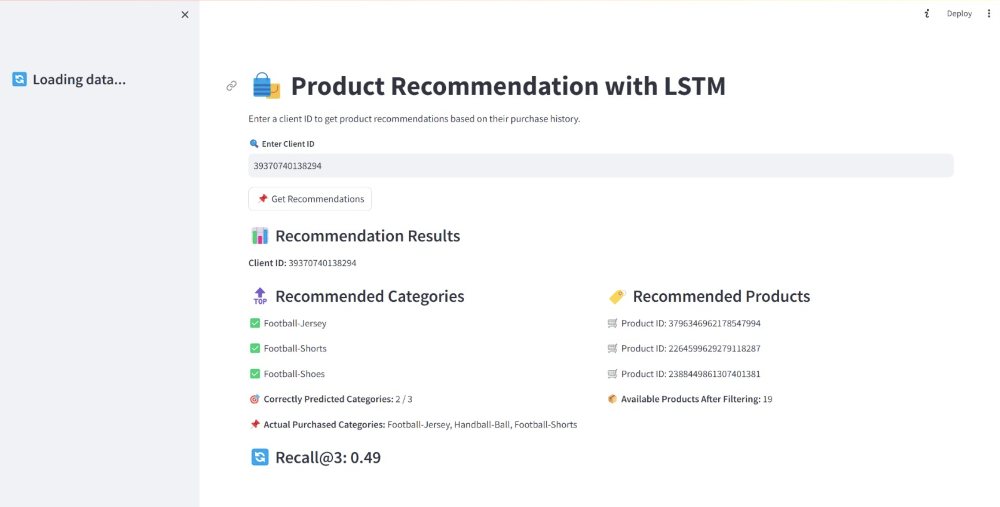 Deploy
Loading data...
Product Recommendation with LSTM
Enter a client ID to get product recommendations based on their purchase history.
Enter Client ID
39370740138294
Get Recommendations
Recommendation Results
Client ID: 39370740138294
TOP Recommended Categories
Football-Jersey
Football-Shorts
Football-Shoes
Correctly Predicted Categories: 2 / 3
Actual Purchased Categories: Football-Jersey, Handball-Ball, Football-Shorts
Recommended Products
Product ID: 3796346962178547994
Product ID: 2264599629279118287
Product ID: 2388449861307401381
Available Products After Filtering: 19
Recall@3: 0.49